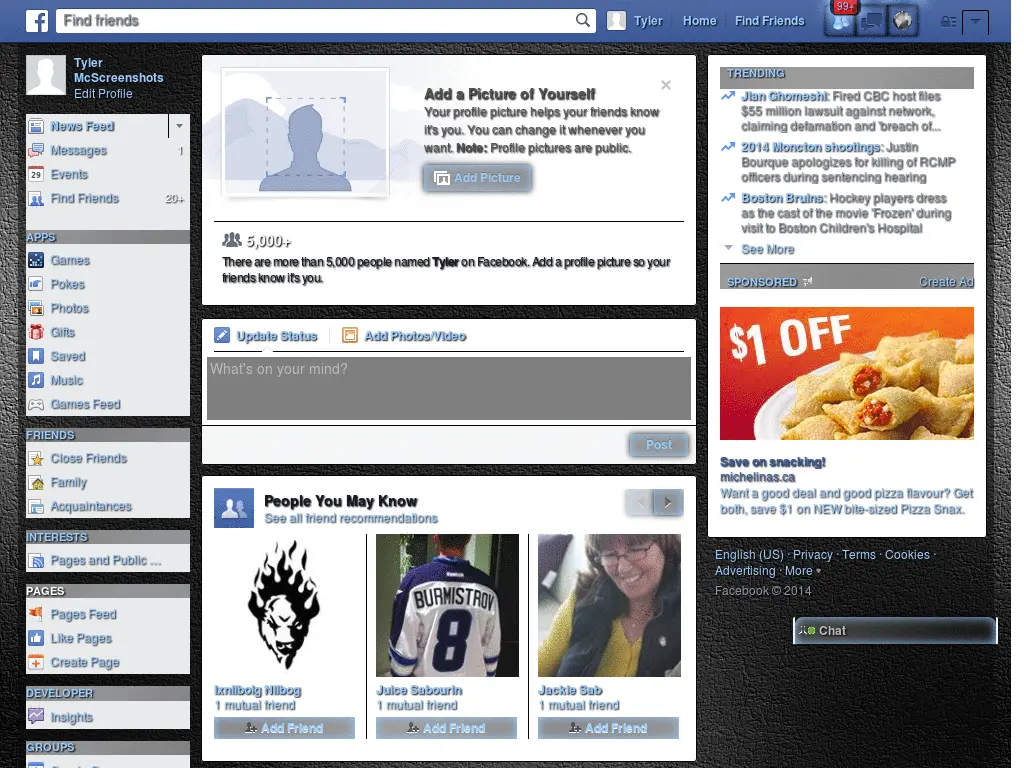 Find friends
Tyler
Home
Find Friends
99+
Tyler
McScreenshots
Edit Profile
News Feed
Messages
1
29
Events
Find Friends
20+
APPS
Games
Pokes
Photos
Gifts
Saved
Music
Games Feed
FRIENDS
Close Friends
Family
Acquaintances
INTERESTS
Pages and Public ...
PAGES
Pages Feed
Like Pages
Create Page
DEVELOPER
Insights
GROUPS
Add a Picture of Yourself
Your profile picture helps your friends know
it's you. You can change it whenever you
want. Note: Profile pictures are public.
Add Picture
5,000+
There are more than 5,000 people named Tyler on Facebook. Add a profile picture so your
friends know it's you.
Update Status
Add Photos/Video
What's on your mind?
Post
People You May Know
See all friend recommendations
Ixnilboig Nilbog
1 mutual friend
Add Friend
Reebok
BURMISTROV
8
Juice Sabourin
1 mutual friend
Add Friend
Jackie Sab
1 mutual friend
Add Friend
TRENDING
Jian Ghomeshi: Fired CBC host files
$55 million lawsuit against network,
claiming defamation and 'breach of...
2014 Moncton shootings: Justin
Bourque apologizes for killing of RCMP
officers during sentencing hearing
Boston Bruins: Hockey players dress
as the cast of the movie 'Frozen' during
visit to Boston Children's Hospital
See More
SPONSORED
Create Ad
$1 OFF
Save on snacking!
michelinas.ca
Want a good deal and good pizza flavour? Get
both, save $1 on NEW bite-sized Pizza Snax.
English (US) · Privacy · Terms · Cookies ·
Advertising · More
Facebook © 2014
Chat